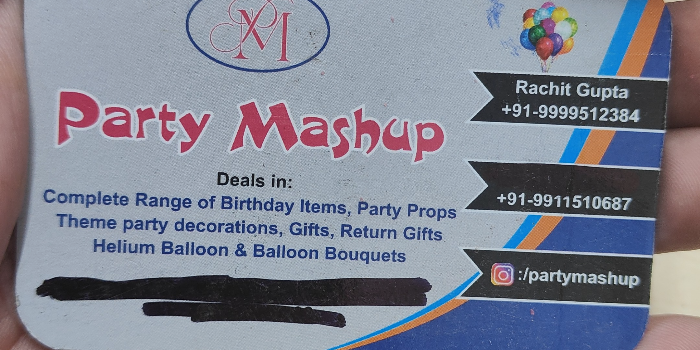 PM
Party Mashup
Deals in:
Complete Range of Birthday Items, Party Props
Theme party decorations, Gifts, Return Gifts
Helium Balloon & Balloon Bouquets
Rachit Gupta
+91-9999512384
+91-9911510687
:/partymashup